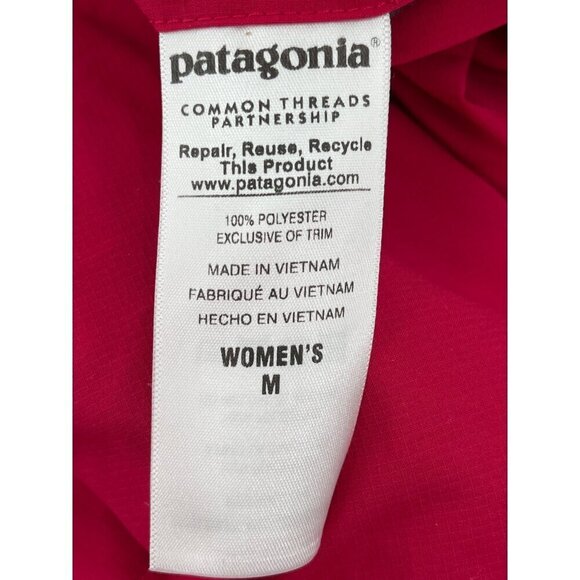 patagonia®
COMMON THREADS
PARTNERSHIP
Repair, Reuse, Recycle
This Product
www.patagonia.com
100% POLYESTER
EXCLUSIVE OF TRIM
MADE IN VIETNAM
FABRIQUÉ AU VIETNAM
HECHO EN VIETNAM
WOMEN'S
M